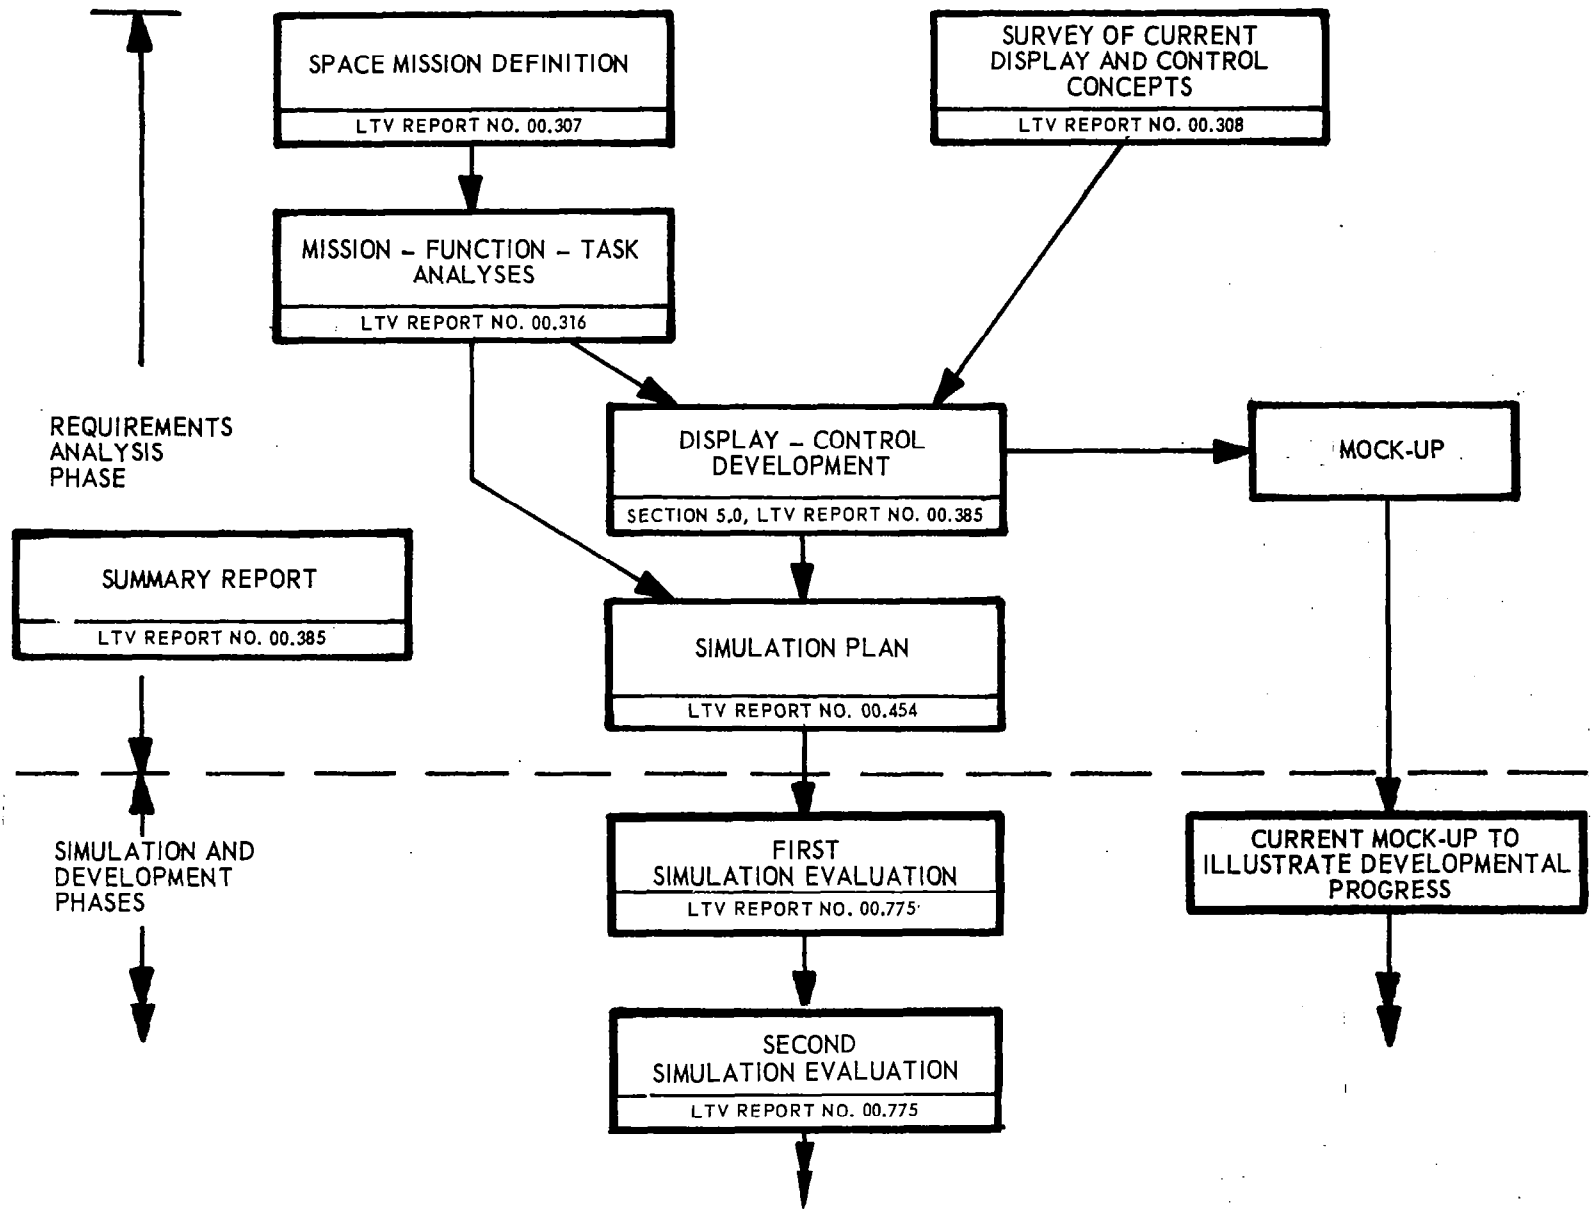 SPACE MISSION DEFINITION
LTV REPORT NO. 00.307
SURVEY OF CURRENT
DISPLAY AND CONTROL
CONCEPTS
LTV REPORT NO. 00.308
MISSION – FUNCTION – TASK
ANALYSES
LTV REPORT NO. 00.316
REQUIREMENTS
ANALYSIS
PHASE
DISPLAY – CONTROL
DEVELOPMENT
SECTION 5.0, LTV REPORT NO. 00.385
MOCK-UP
SUMMARY REPORT
LTV REPORT NO. 00.385
SIMULATION PLAN
LTV REPORT NO. 00.454
SIMULATION AND
DEVELOPMENT
PHASES
FIRST
SIMULATION EVALUATION
LTV REPORT NO. 00.775
CURRENT MOCK-UP TO
ILLUSTRATE DEVELOPMENTAL
PROGRESS
SECOND
SIMULATION EVALUATION
LTV REPORT NO. 00.775